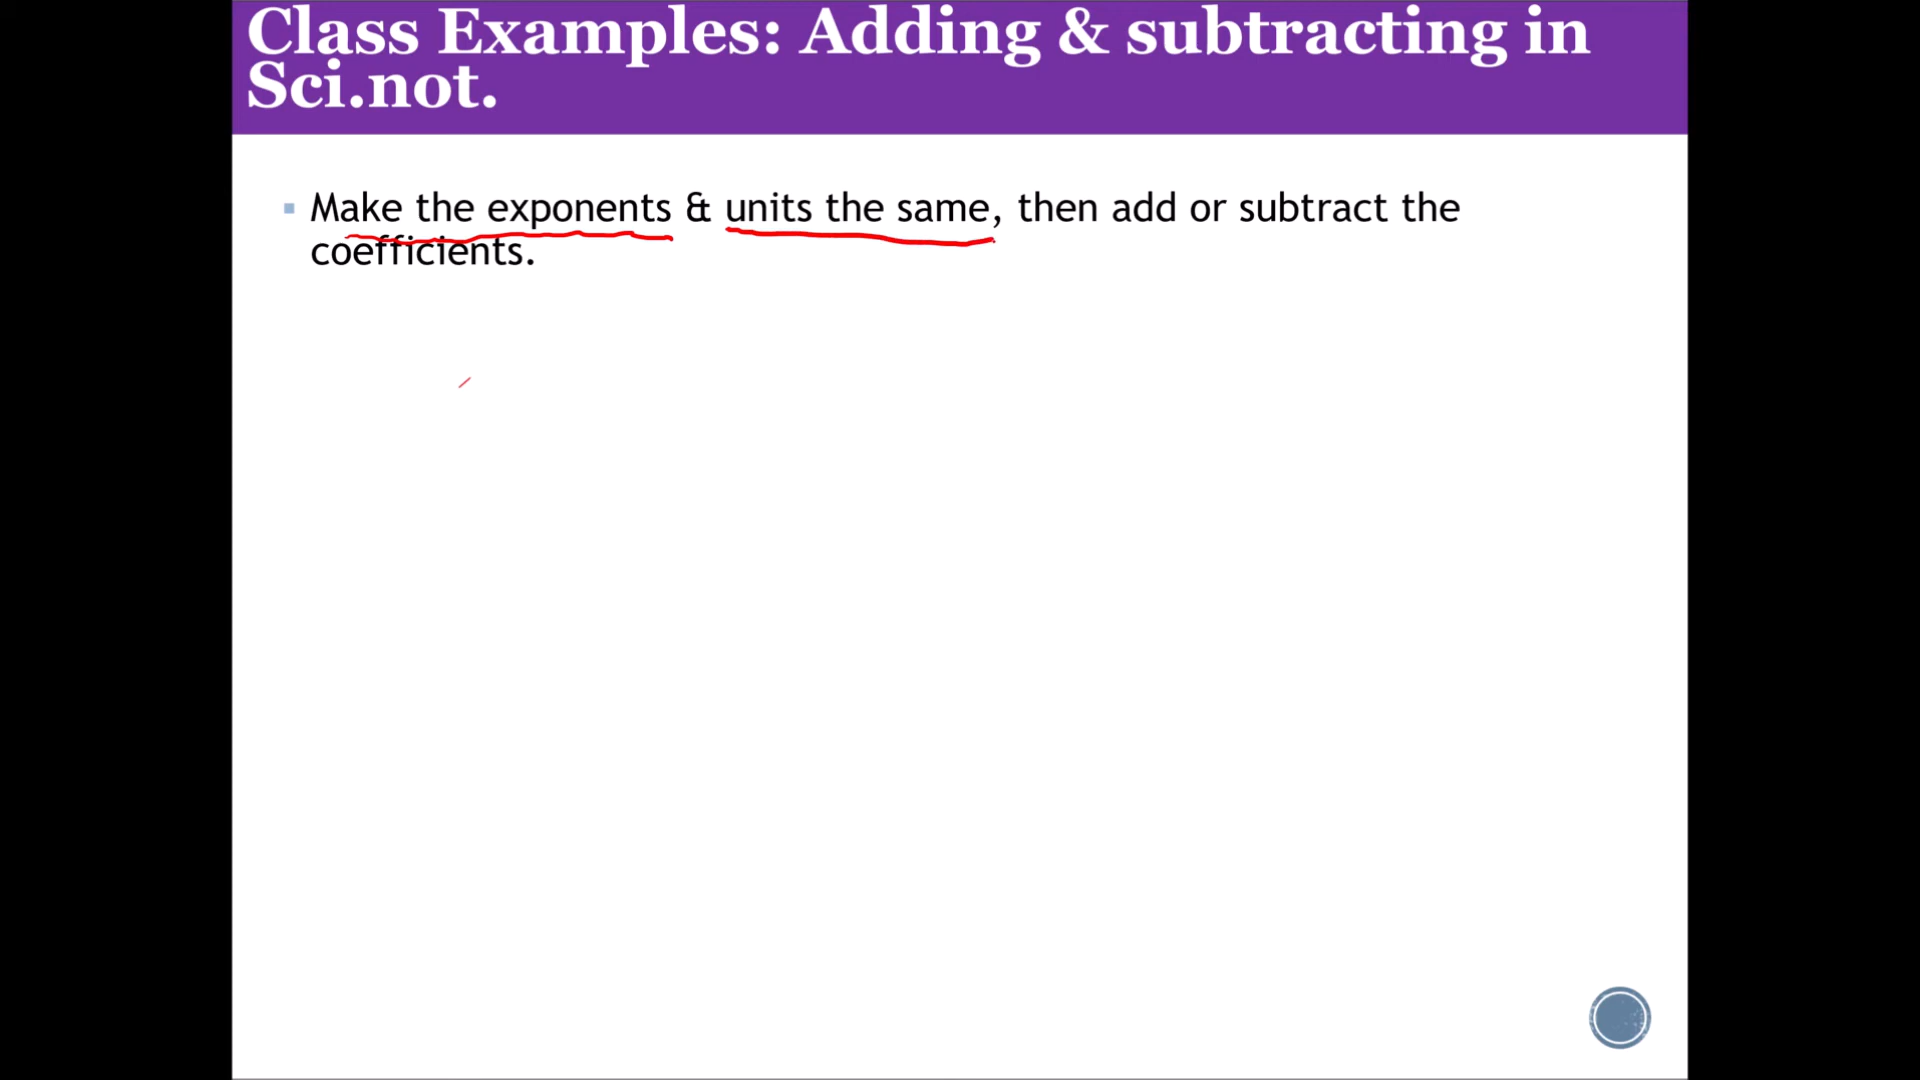 Class Examples: Adding & subtracting in
Sci.not.
Make the exponents & units the same, then add or subtract the
coefficients.